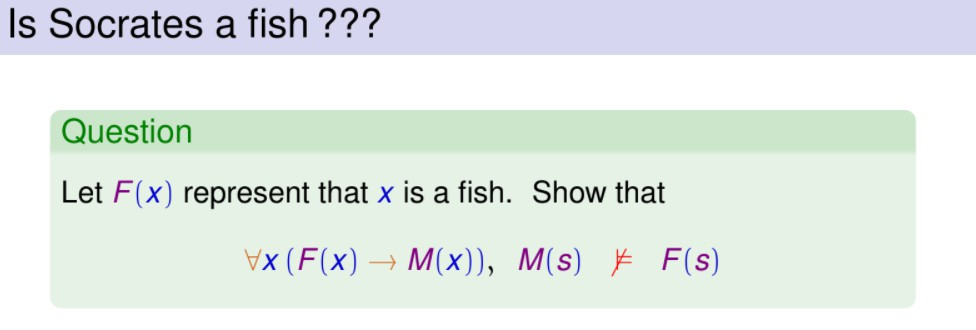 Is Socrates a fish ???
Question
Let F(x) represent that x is a fish. Show that
∀x (F(x) → M(x)), M(s) ⊭ F(s)